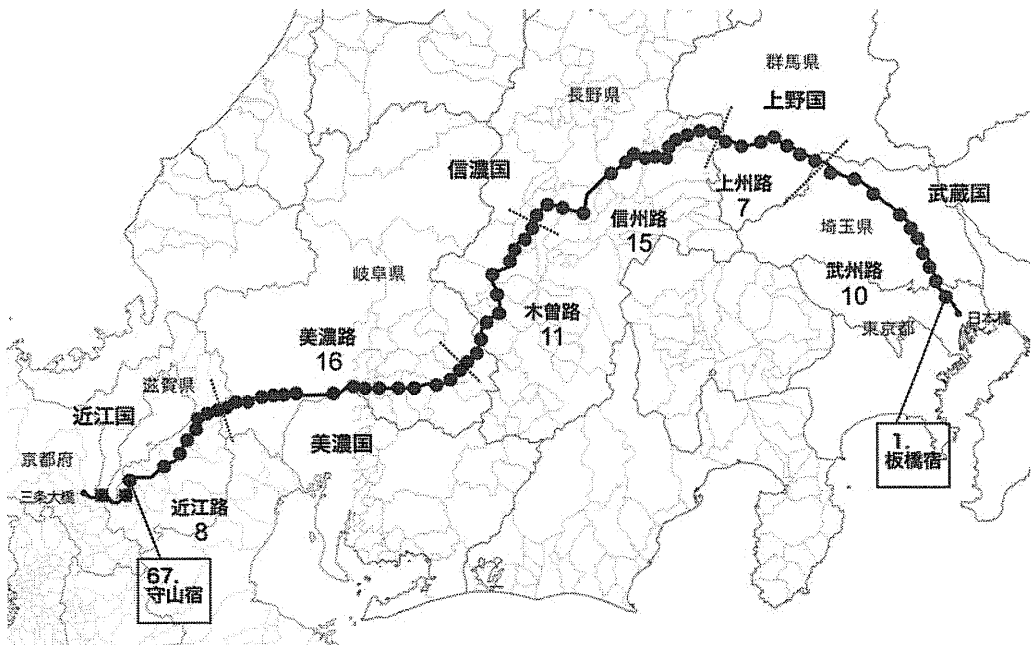 群馬県
上野国
長野県
信濃国
上州路
7
武蔵国
信州路
15
埼玉県
岐阜県
武州路
10
木曽路
11
日本橋
東京都
美濃路
16
滋賀県
近江国
美濃国
1.
板橋宿
京都府
三条大橋
近江路
8
67.
守山宿